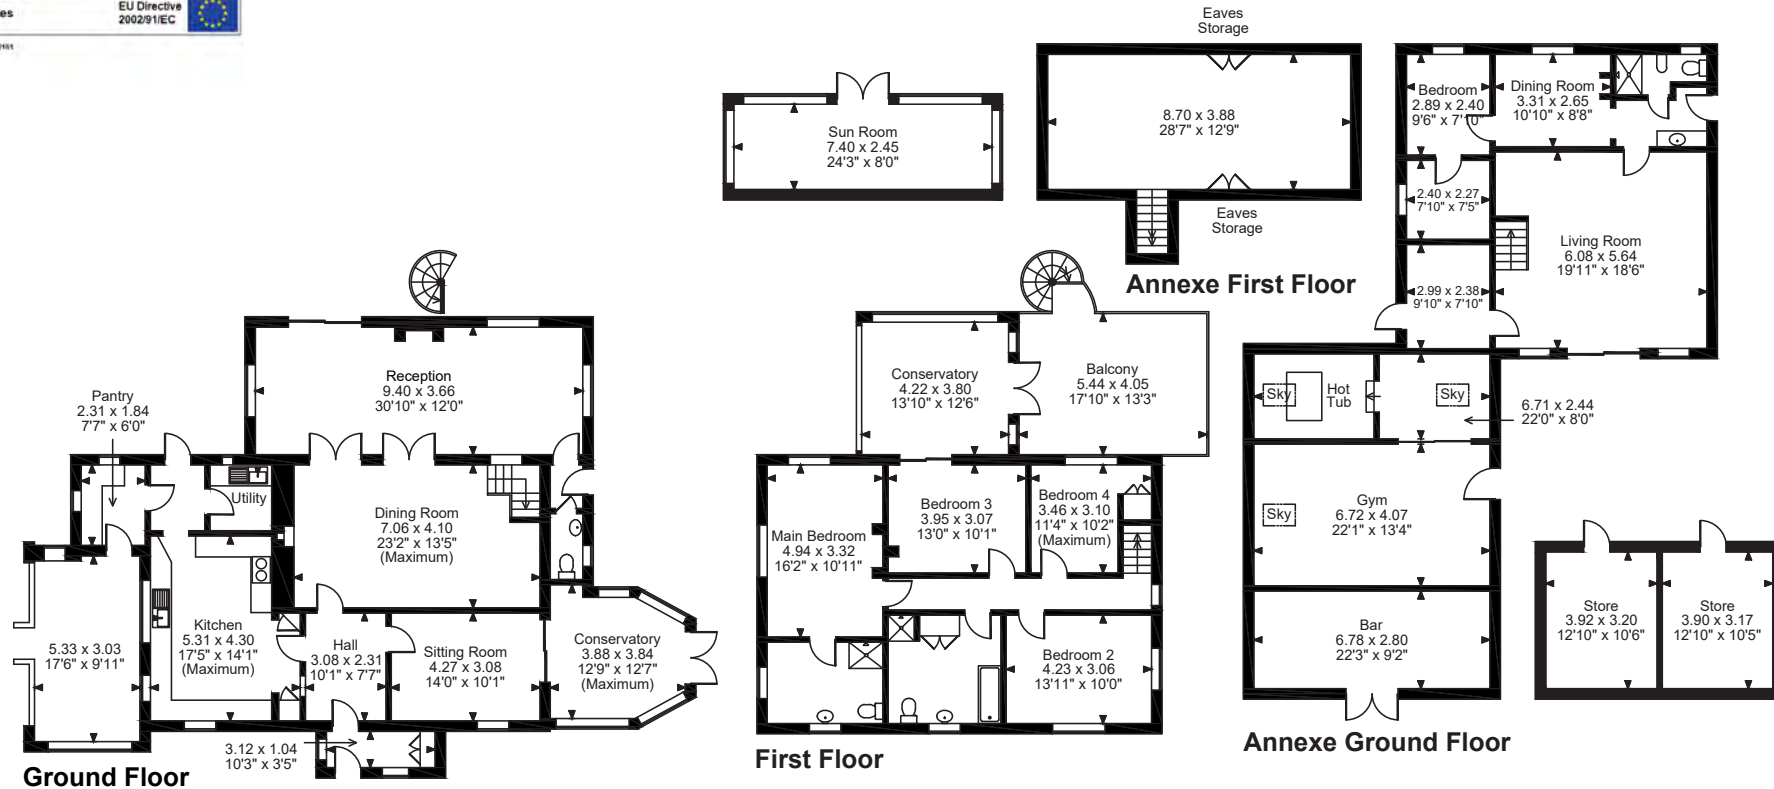 es
EU Directive
2002/91/EC
Eaves
Storage
Sun Room
7.40 x 2.45
24'3" x 8'0"
8.70 x 3.88
28'7" x 12'9"
Eaves
Storage
Annexe First Floor
Bedroom
2.89 x 2.40
9'6" x 7'10"
Dining Room
3.31 x 2.65
10'10" x 8'8"
2.40 x 2.27
7'10" x 7'5"
Living Room
6.08 x 5.64
19'11" x 18'6"
2.99 x 2.38
9'10" x 7'10"
Reception
9.40 x 3.66
30'10" x 12'0"
Pantry
2.31 x 1.84
7'7" x 6'0"
Utility
Dining Room
7.06 x 4.10
23'2" x 13'5"
(Maximum)
Kitchen
5.31 x 4.30
17'5" x 14'1"
(Maximum)
5.33 x 3.03
17'6" x 9'11"
Hall
3.08 x 2.31
10'1" x 7'7"
Sitting Room
4.27 x 3.08
14'0" x 10'1"
Conservatory
3.88 x 3.84
12'9" x 12'7"
(Maximum)
3.12 x 1.04
10'3" x 3'5"
Ground Floor
Conservatory
4.22 x 3.80
13'10" x 12'6"
Balcony
5.44 x 4.05
17'10" x 13'3"
Main Bedroom
4.94 x 3.32
16'2" x 10'11"
Bedroom 3
3.95 x 3.07
13'0" x 10'1"
Bedroom 4
3.46 x 3.10
11'4" x 10'2"
(Maximum)
Bedroom 2
4.23 x 3.06
13'11" x 10'0"
First Floor
Sky
Hot
Tub
Sky
6.71 x 2.44
22'0" x 8'0"
Sky
Gym
6.72 x 4.07
22'1" x 13'4"
Bar
6.78 x 2.80
22'3" x 9'2"
Annexe Ground Floor
Store
3.92 x 3.20
12'10" x 10'6"
Store
3.90 x 3.17
12'10" x 10'5"